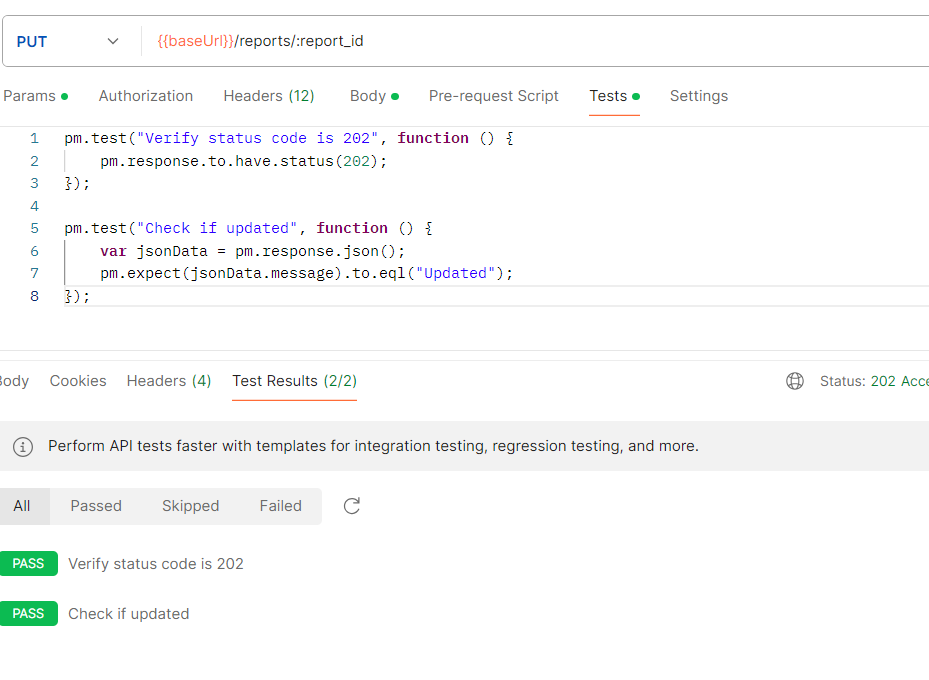 PUT {{baseUrl}}/reports/:report_id
Params Authorization Headers (12) Body Pre-request Script Tests Settings
1 pm.test("Verify status code is 202", function () {
2 pm.response.to.have.status(202);
3 });
4
5 pm.test("Check if updated", function () {
6 var jsonData = pm.response.json();
7 pm.expect(jsonData.message).to.eql("Updated");
8 });
Body Cookies Headers (4) Test Results (2/2) Status: 202 Acce
Perform API tests faster with templates for integration testing, regression testing, and more.
All Passed Skipped Failed
PASS Verify status code is 202
PASS Check if updated